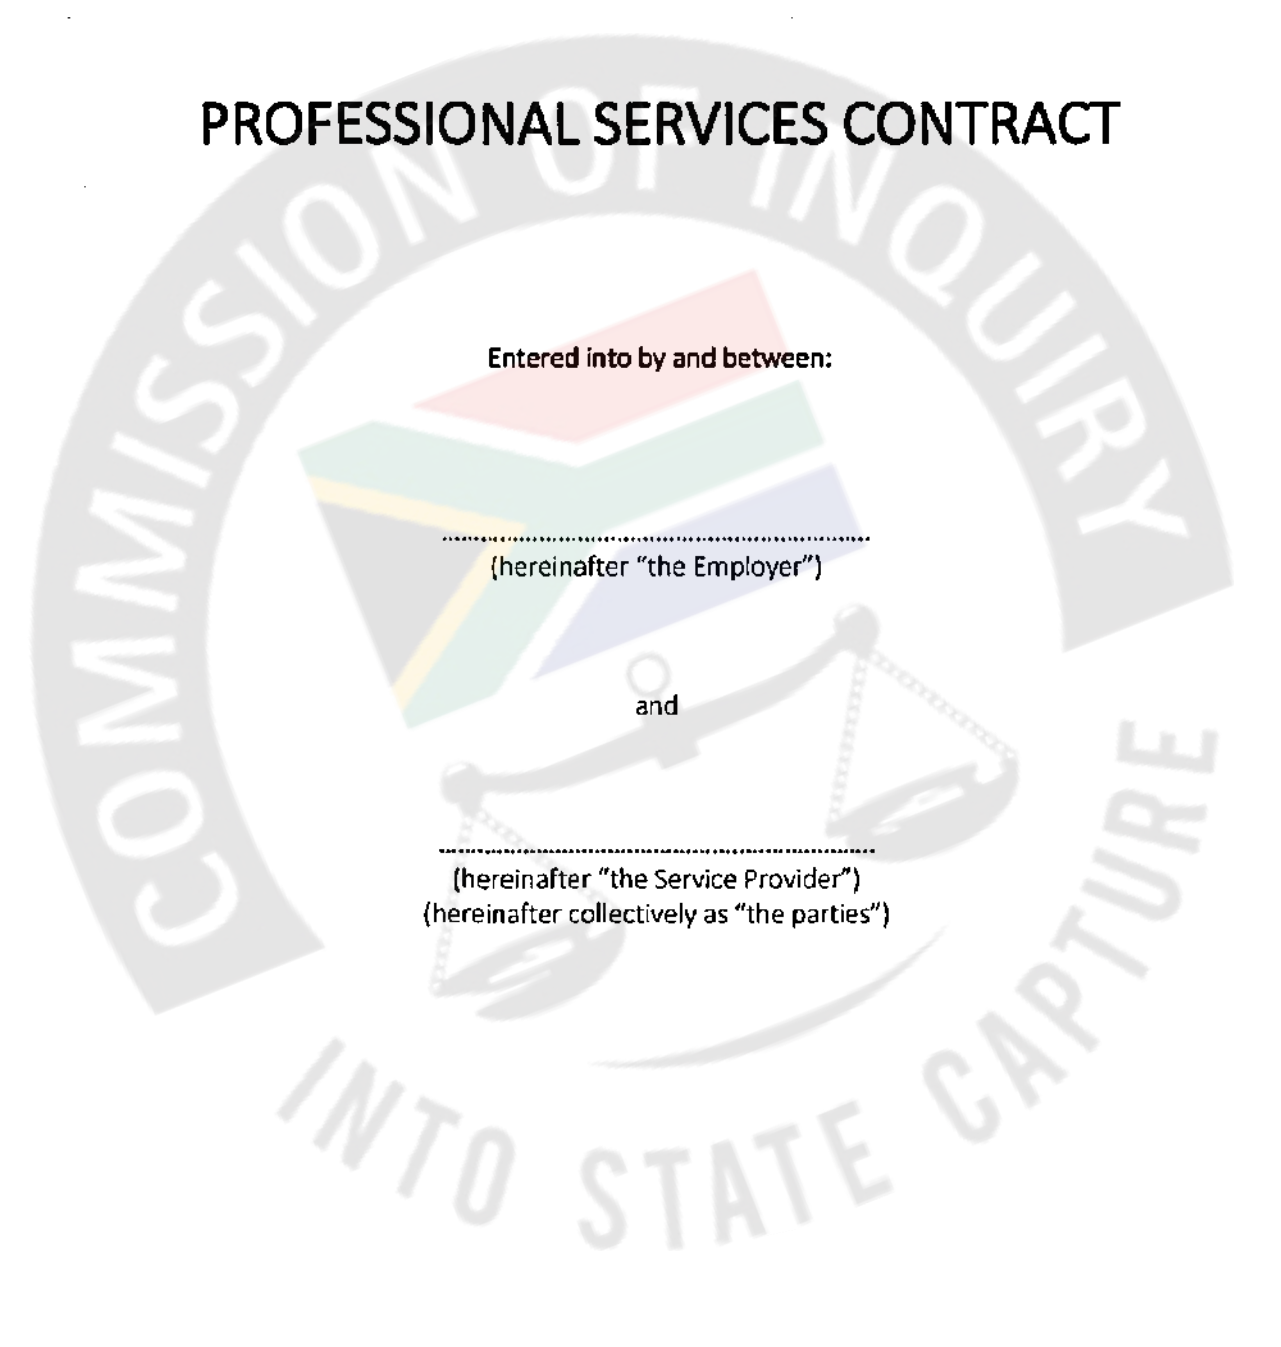 PROFESSIONAL SERVICES CONTRACT
COMMISSION OF INQUIRY
Entered into by and between:
................................................................
(hereinafter “the Employer”)
and
................................................................
(hereinafter “the Service Provider”)
(hereinafter collectively as “the parties”)
INTO STATE CAPTURE